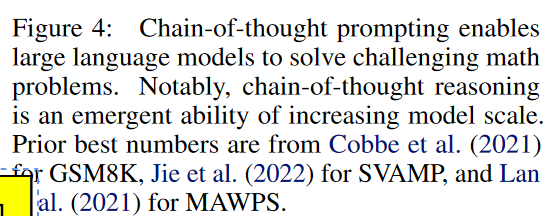 Figure 4: Chain-of-thought prompting enables
large language models to solve challenging math
problems. Notably, chain-of-thought reasoning
is an emergent ability of increasing model scale.
Prior best numbers are from Cobbe et al. (2021)
for GSM8K, Jie et al. (2022) for SVAMP, and Lan
al. (2021) for MAWPS.